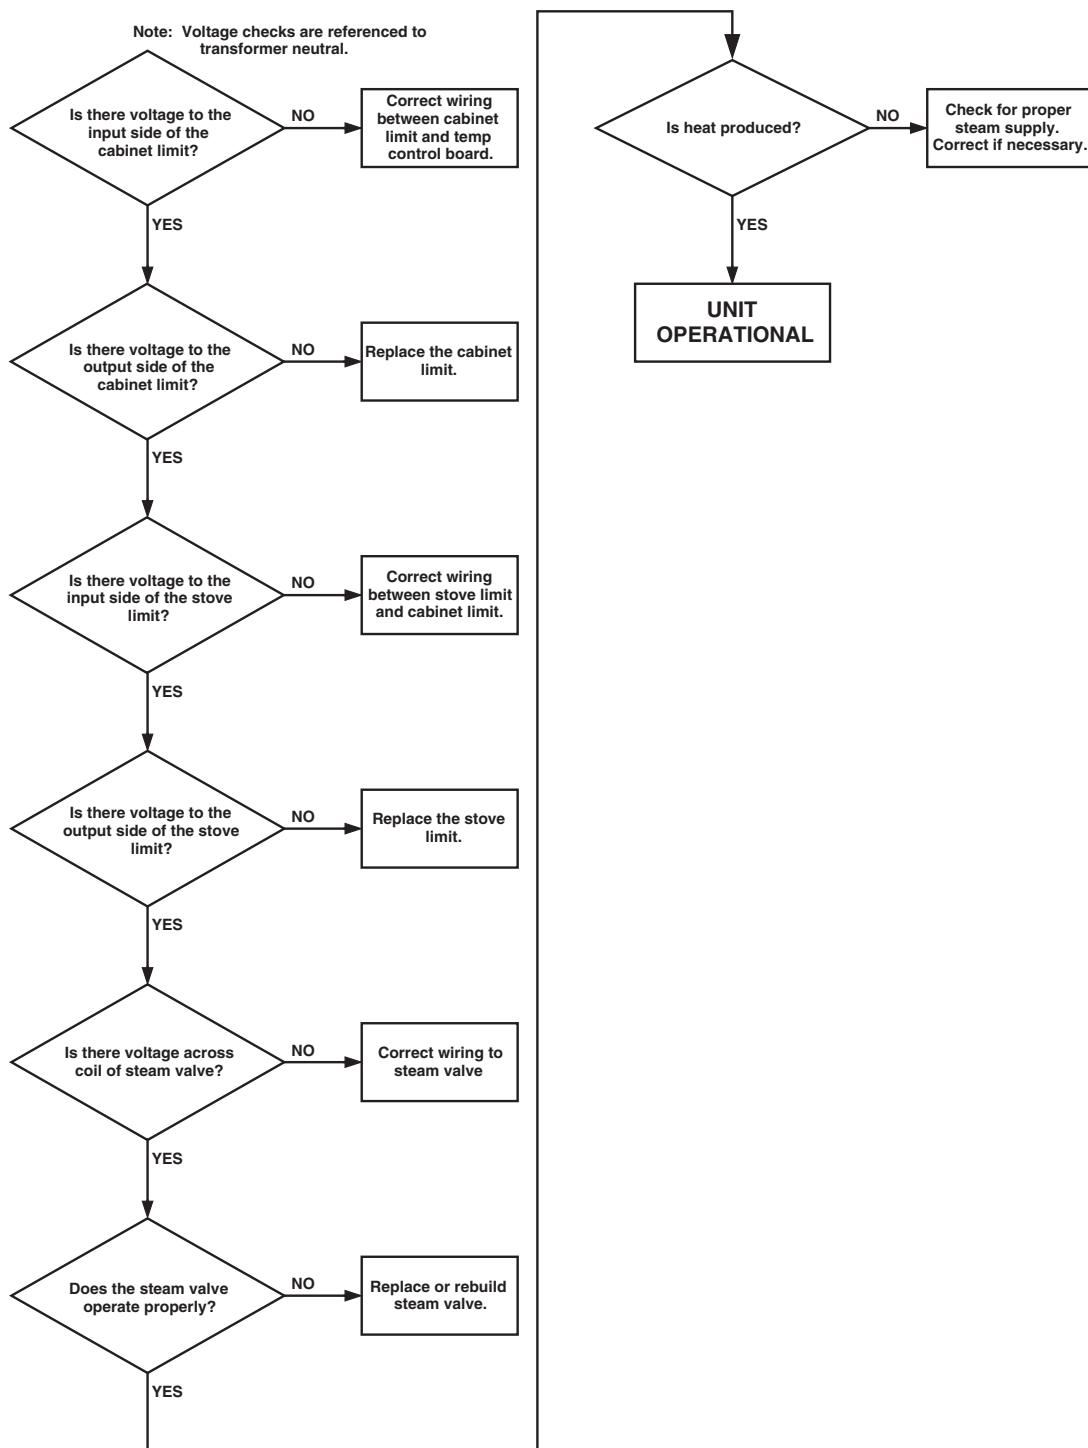 Note: Voltage checks are referenced to
transformer neutral.
Is there voltage to the
input side of the
cabinet limit?
NO
Correct wiring
between cabinet
limit and temp
control board.
YES
Is there voltage to the
output side of the
cabinet limit?
NO
Replace the cabinet
limit.
YES
Is there voltage to the
input side of the stove
limit?
NO
Correct wiring
between stove limit
and cabinet limit.
YES
Is there voltage to the
output side of the stove
limit?
NO
Replace the stove
limit.
YES
Is there voltage across
coil of steam valve?
NO
Correct wiring to
steam valve
YES
Does the steam valve
operate properly?
NO
Replace or rebuild
steam valve.
YES
Is heat produced?
NO
Check for proper
steam supply.
Correct if necessary.
YES
UNIT
OPERATIONAL